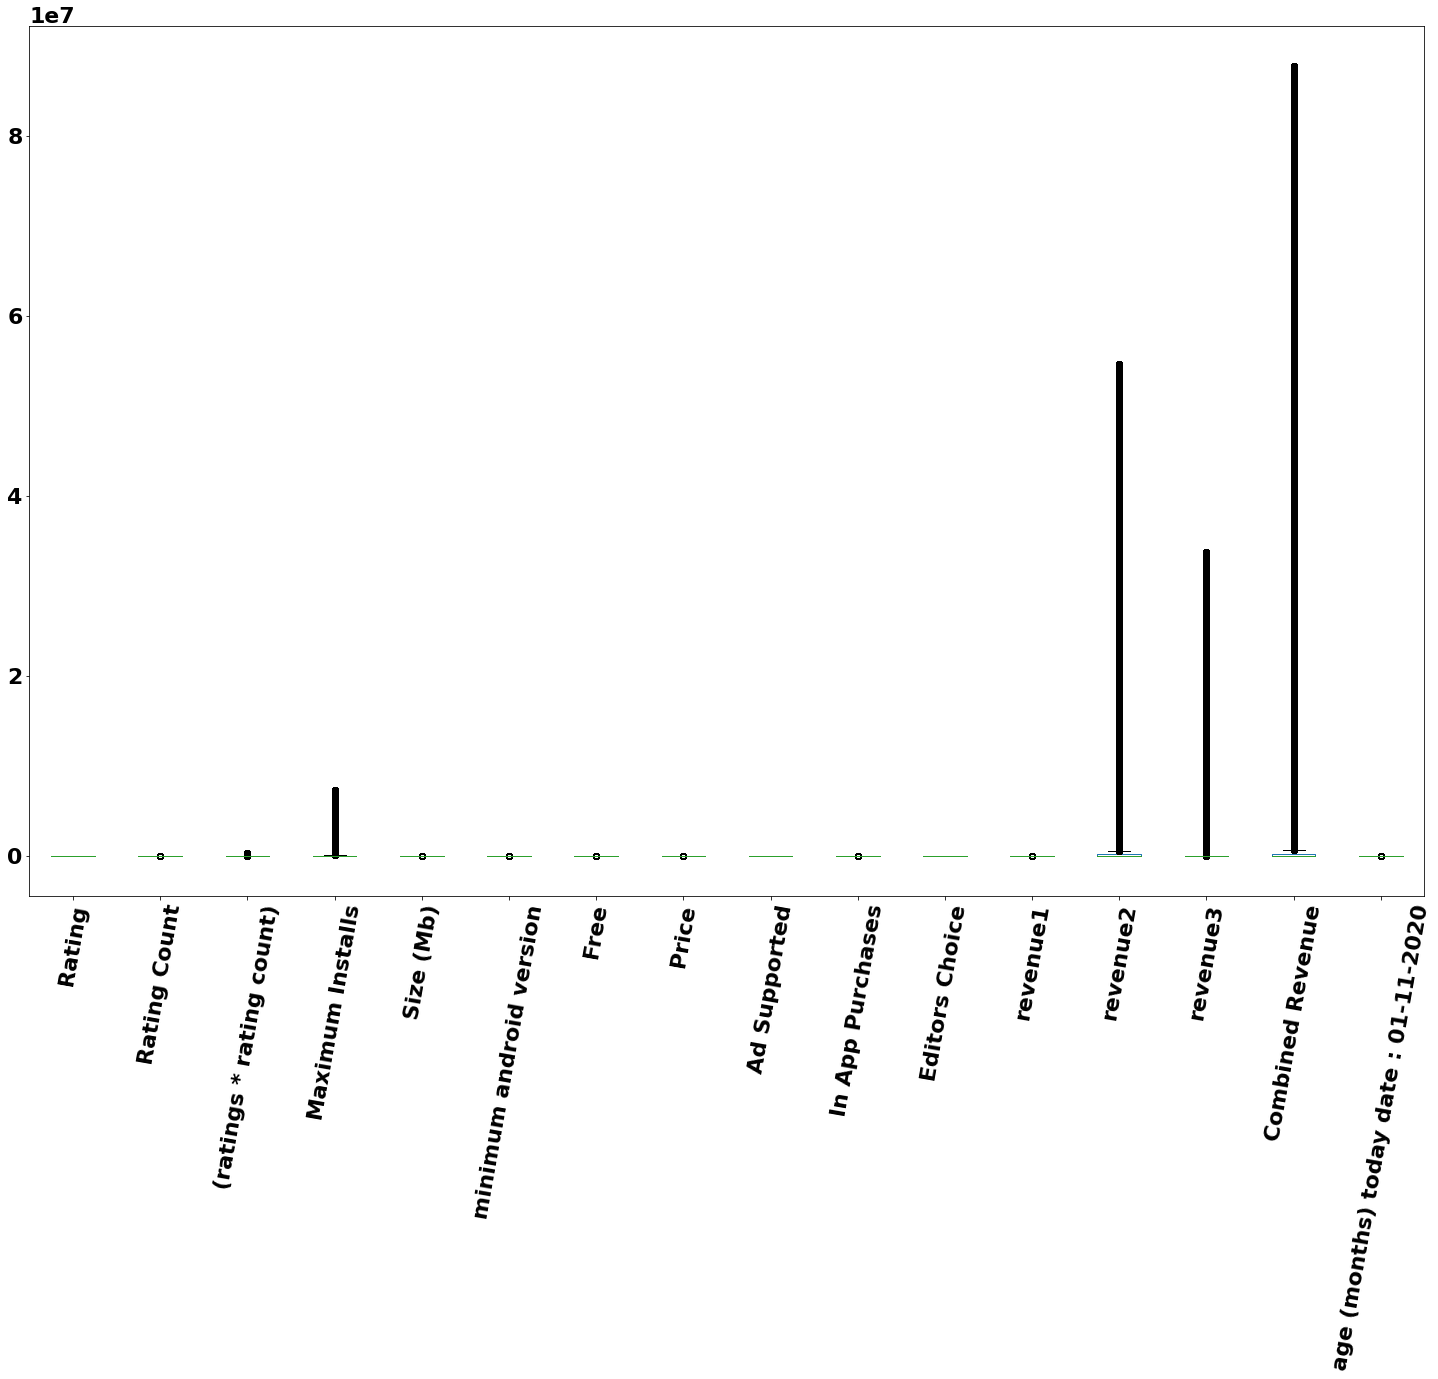 1e7
8
6
4
2
0
Rating
Rating Count
(ratings * rating count)
Maximum Installs
Size (Mb)
minimum android version
Free
Price
Ad Supported
In App Purchases
Editors Choice
revenue1
revenue2
revenue3
Combined Revenue
age (months) today date : 01-11-2020